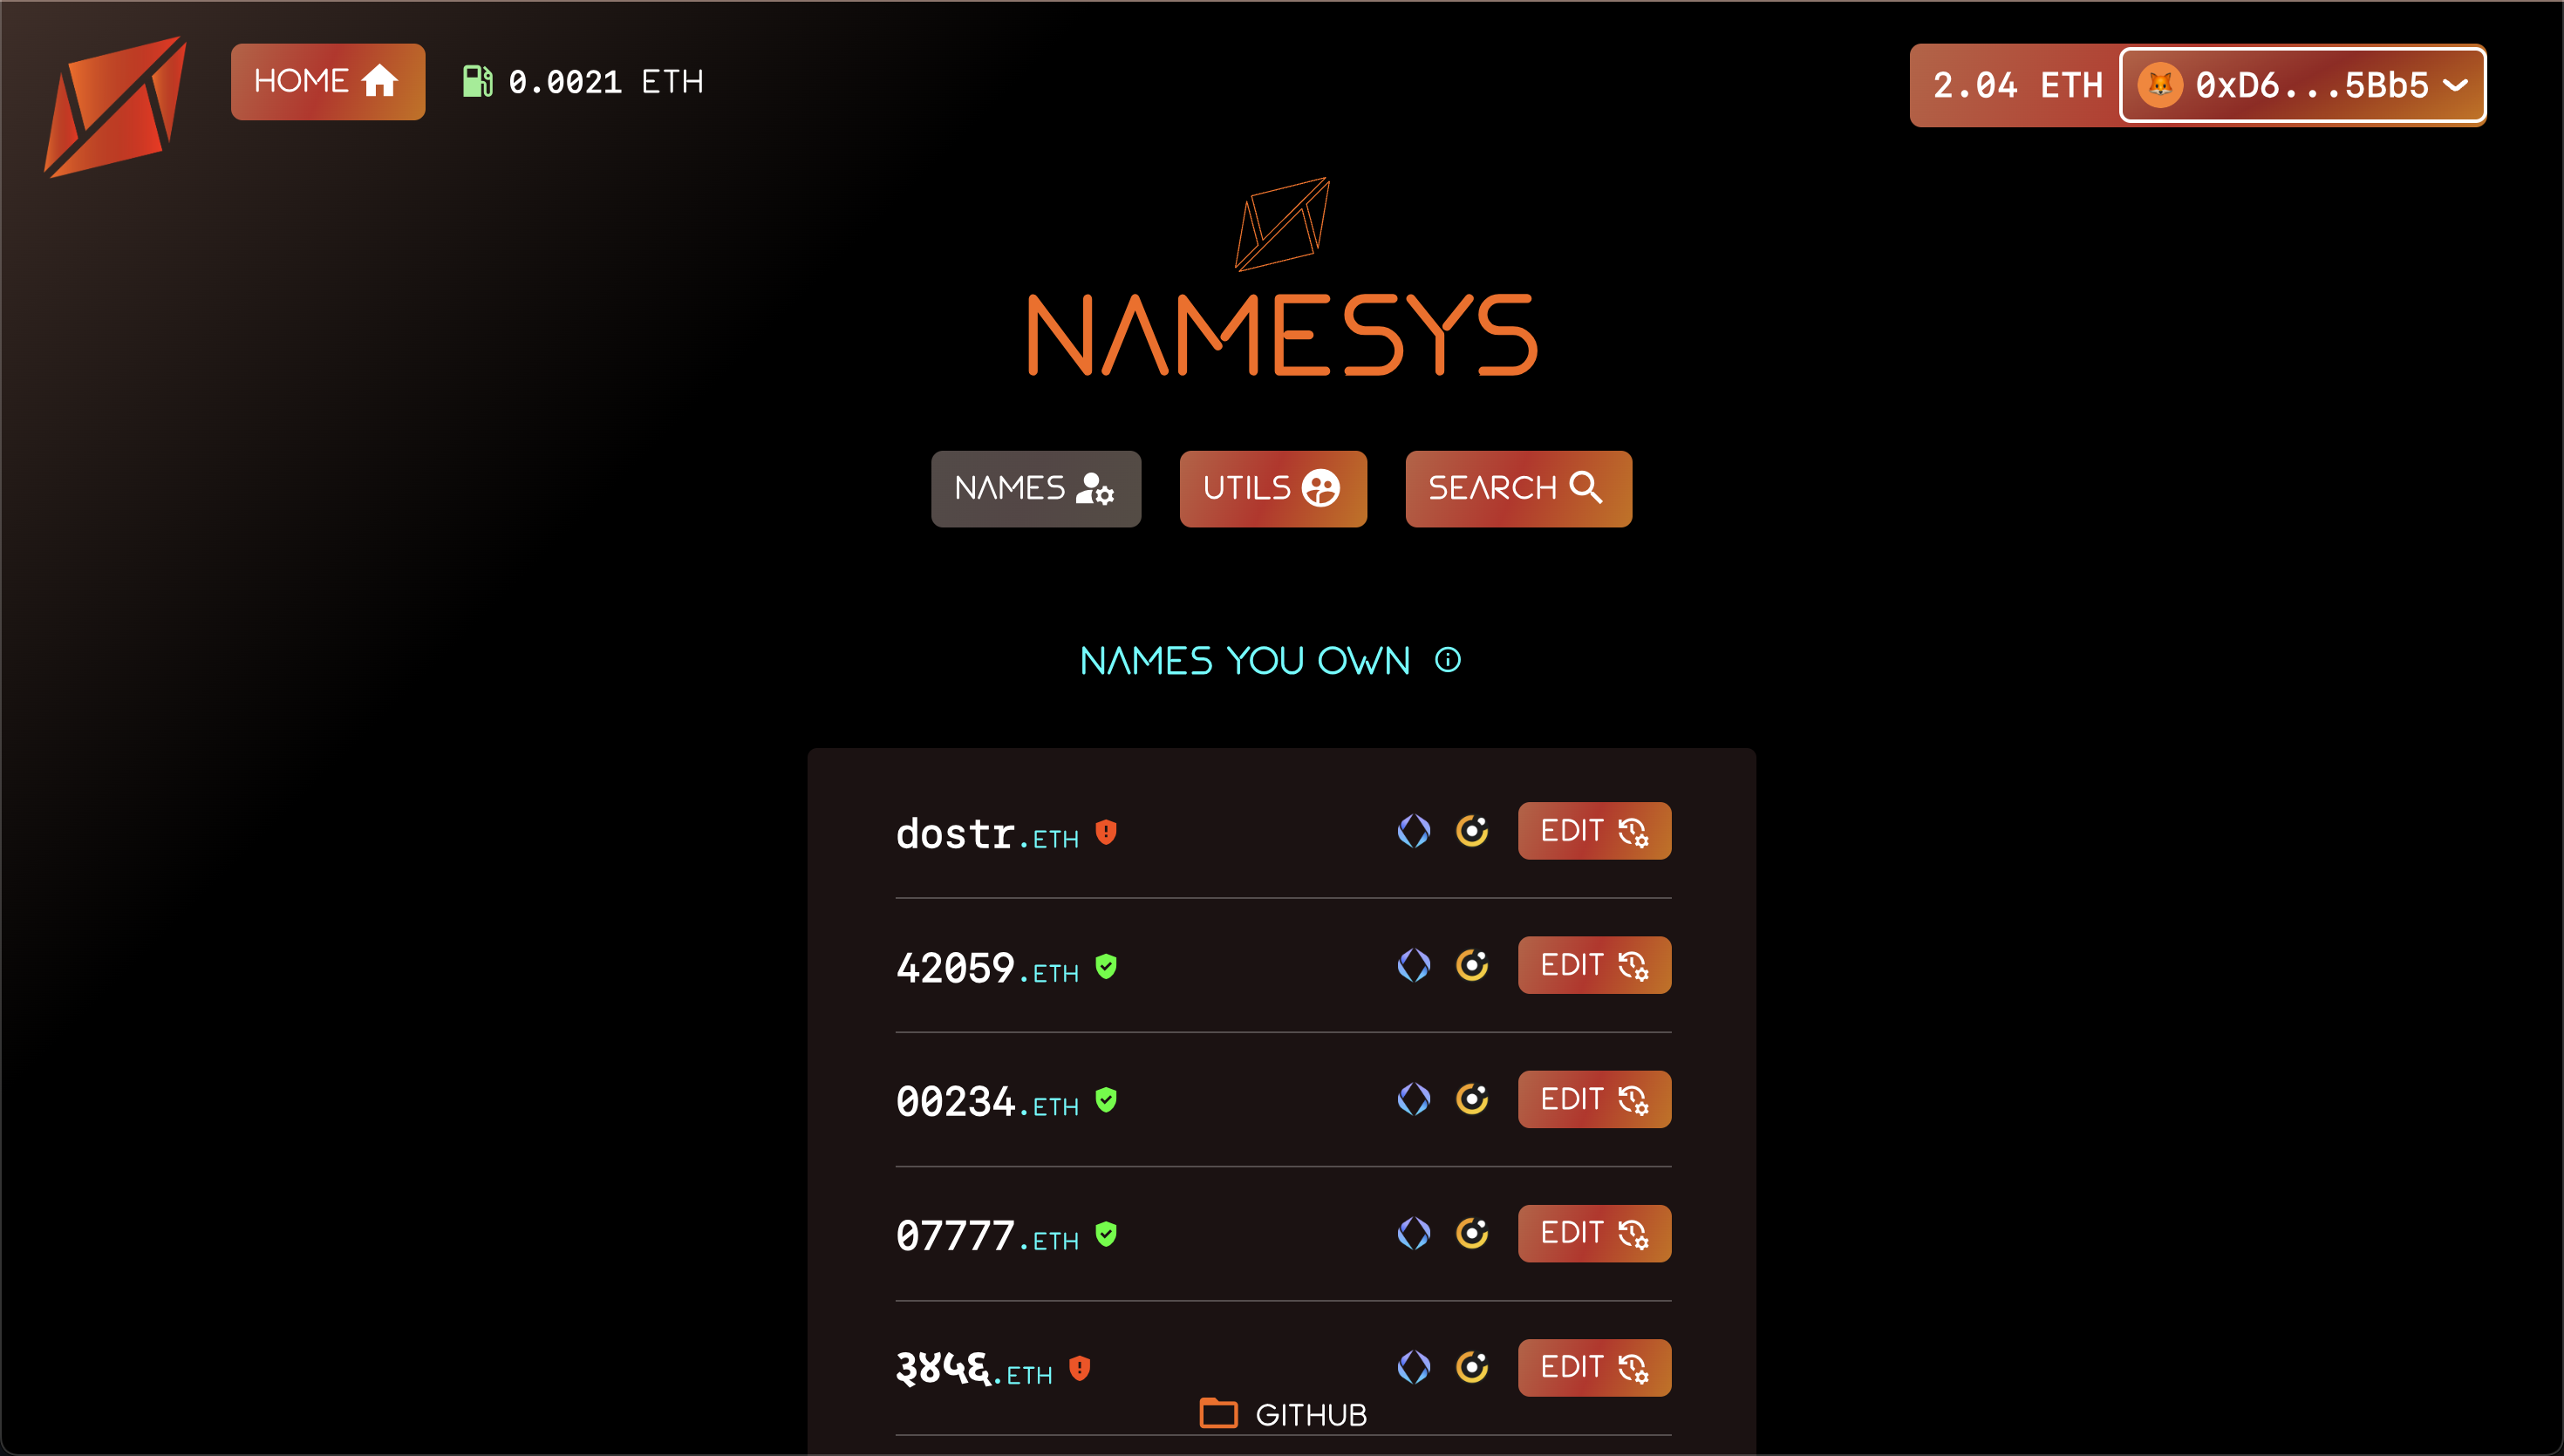 HOME 0.0021 ETH 2.04 ETH 0xD6...5Bb5
NAMESYS
NAMES UTILS SEARCH
NAMES YOU OWN
dostr.ETH EDIT
42059.ETH EDIT
00234.ETH EDIT
07777.ETH EDIT
३४५६.ETH EDIT
GITHUB